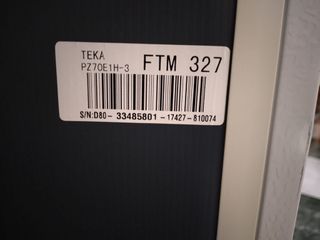 TEKA FTM 327
PZ70E1H-3
S/N:D80- 33485801 -17427-810074